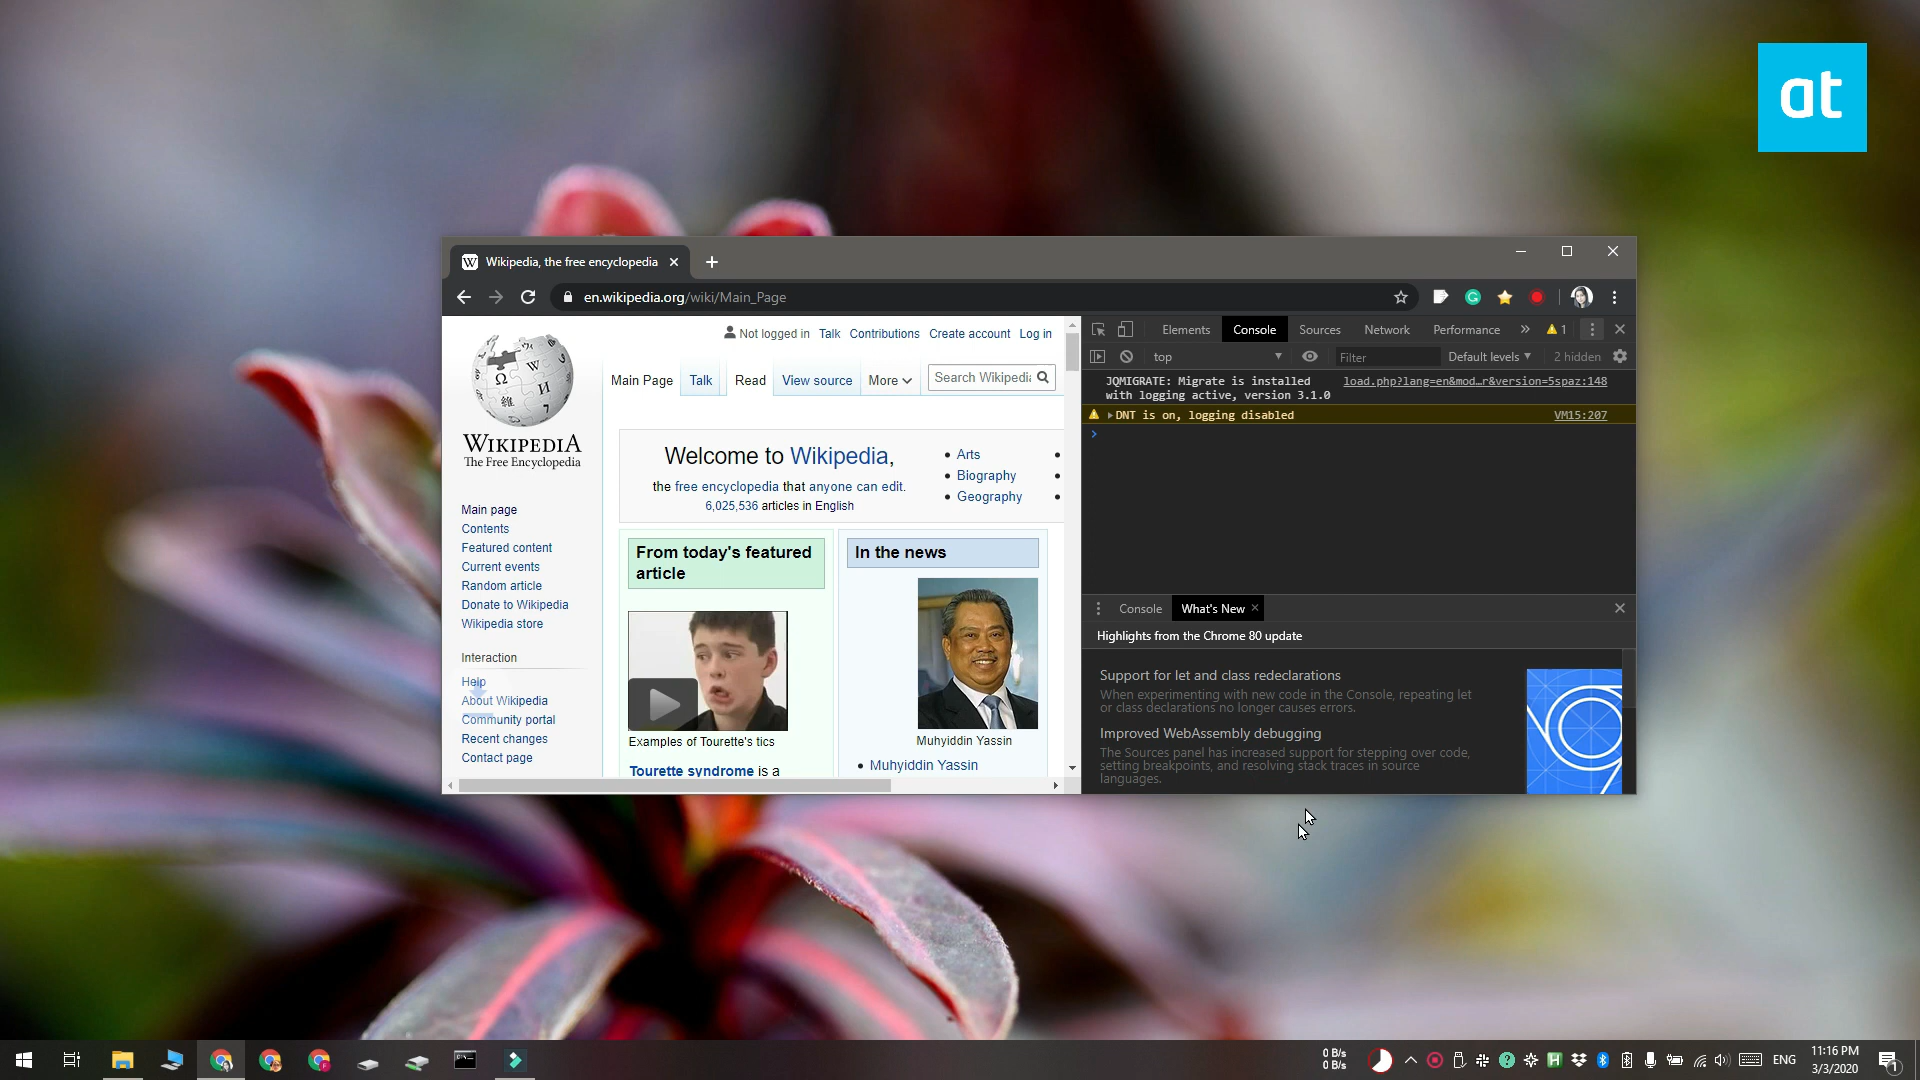 at
Wikipedia, the free encyclopedia
en.wikipedia.org/wiki/Main_Page
Not logged in Talk Contributions Create account Log in
Main Page Talk Read View source More Search Wikipedi
WIKIPEDIA
The Free Encyclopedia
Main page
Contents
Featured content
Current events
Random article
Donate to Wikipedia
Wikipedia store
Interaction
Help
About Wikipedia
Community portal
Recent changes
Contact page
Welcome to Wikipedia,
the free encyclopedia that anyone can edit.
6,025,536 articles in English
Arts
Biography
Geography
From today's featured
article
Examples of Tourette's tics
Tourette syndrome is a
In the news
Muhyiddin Yassin
Muhyiddin Yassin
Elements Console Sources Network Performance » 1
top Filter Default levels 2 hidden
JQMIGRATE: Migrate is installed load.php?lang=en&mod…r&version=5spaz:148
with logging active, version 3.1.0
DNT is on, logging disabled VM15:207
Console What's New
Highlights from the Chrome 80 update
Support for let and class redeclarations
When experimenting with new code in the Console, repeating let
or class declarations no longer causes errors.
Improved WebAssembly debugging
The Sources panel has increased support for stepping over code,
setting breakpoints, and resolving stack traces in source
languages.
0 B/s
0 B/s
ENG
11:16 PM
3/3/2020
1